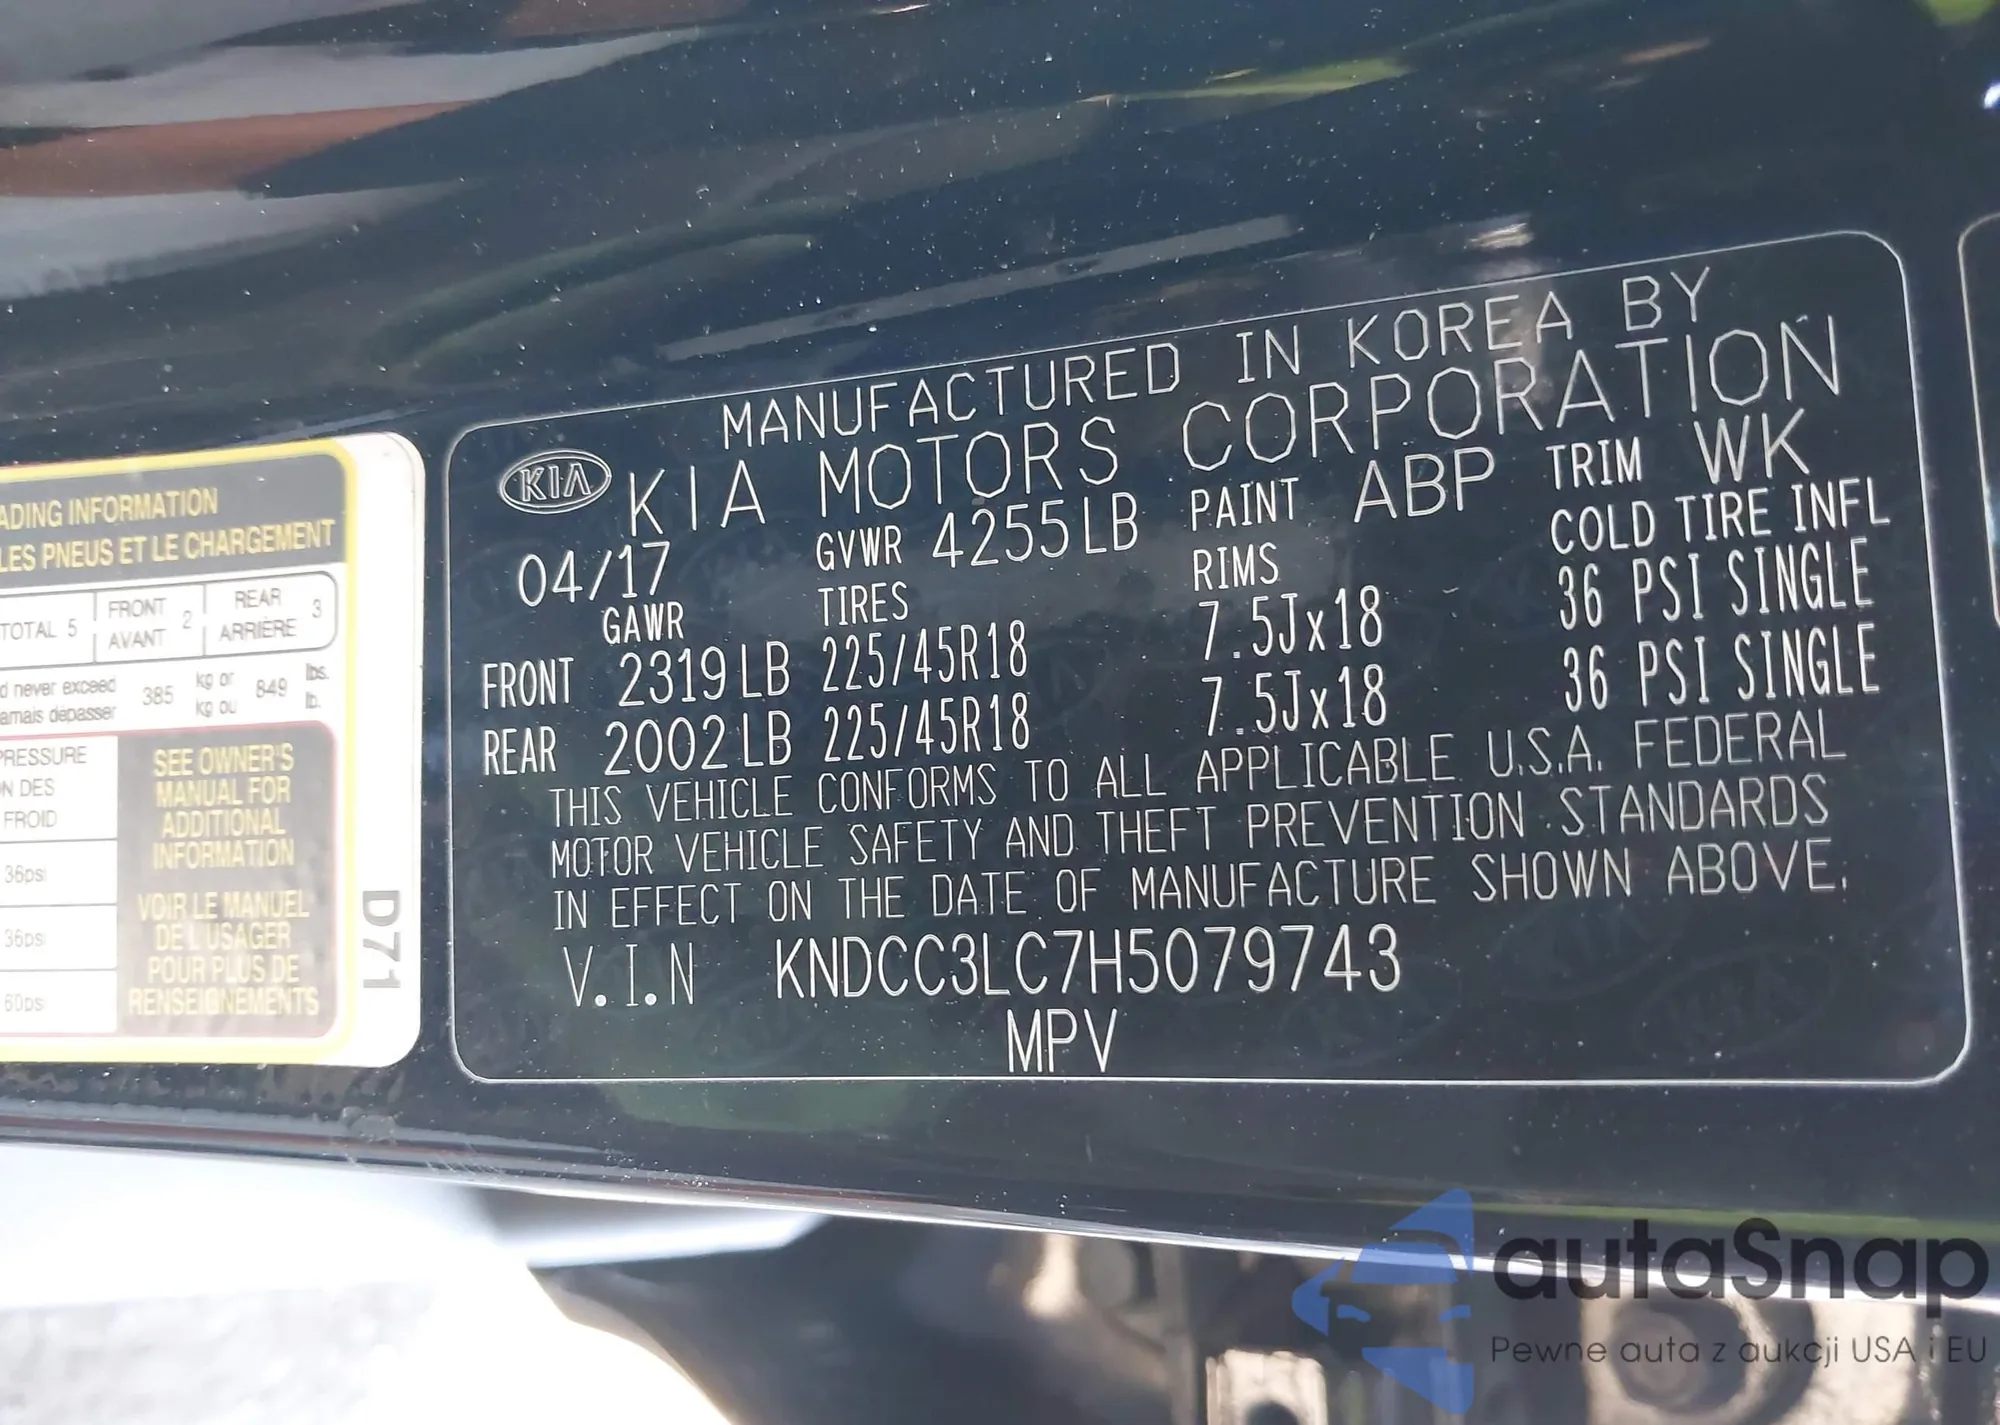 ADING INFORMATION
LES PNEUS ET LE CHARGEMENT
TOTAL 5
FRONT
AVANT 2
REAR
ARRIÈRE 3
never exceed
dépasser
385 kg or
kg ou
849 lbs.
lb.
PRESSURE
N DES
FROID
36psi
36psi
60psi
SEE OWNER'S
MANUAL FOR
ADDITIONAL
INFORMATION
VOIR LE MANUEL
DE L'USAGER
POUR PLUS DE
RENSEIGNEMENTS
D71
MANUFACTURED IN KOREA BY
KIA KIA MOTORS CORPORATION
04/17 GVWR 4255LB PAINT ABP TRIM WK
GAWR TIRES RIMS COLD TIRE INFL
FRONT 2319LB 225/45R18 7.5Jx18 36 PSI SINGLE
REAR 2002LB 225/45R18 7.5Jx18 36 PSI SINGLE
THIS VEHICLE CONFORMS TO ALL APPLICABLE U.S.A. FEDERAL
MOTOR VEHICLE SAFETY AND THEFT PREVENTION STANDARDS
IN EFFECT ON THE DATE OF MANUFACTURE SHOWN ABOVE.
V.I.N KNDCC3LC7H5079743
MPV
autaSnap
Pewne auta z aukcji USA i EU